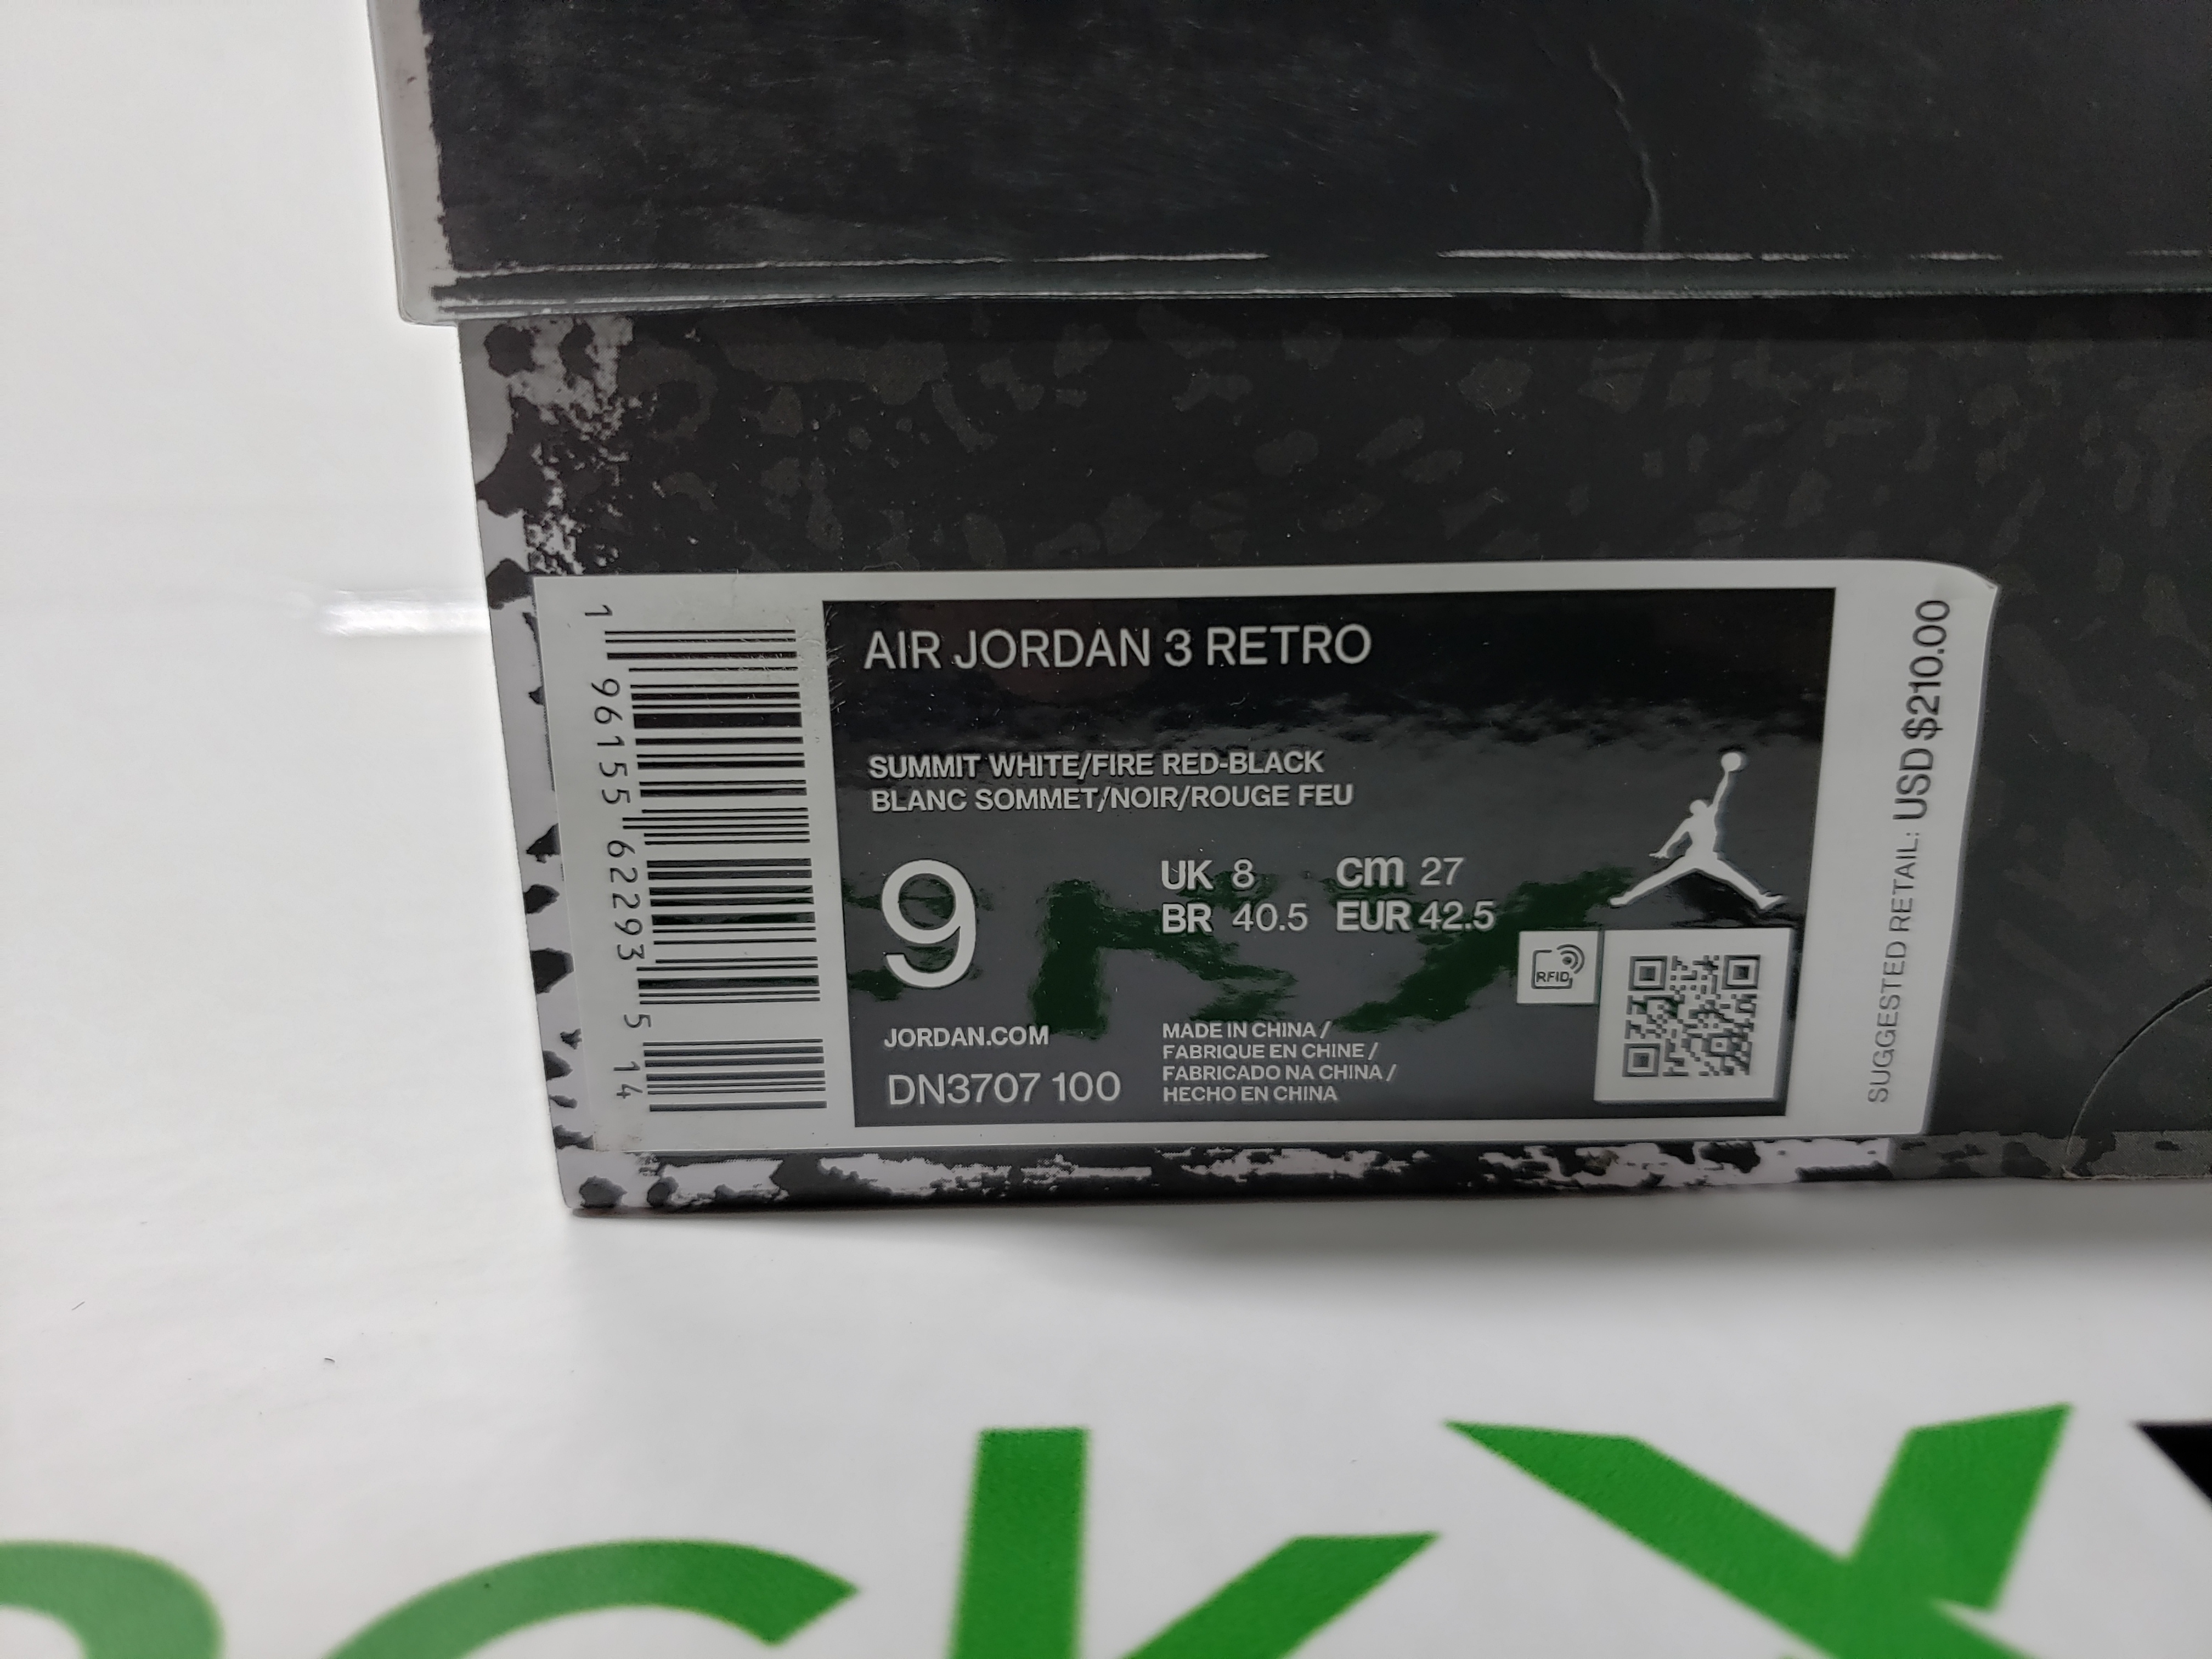 AIR JORDAN 3 RETRO
SUMMIT WHITE/FIRE RED-BLACK
BLANC SOMMET/NOIR/ROUGE FEU
9
UK 8 cm 27
BR 40.5 EUR 42.5
RFID
JORDAN.COM
DN3707 100
MADE IN CHINA /
FABRIQUE EN CHINE /
FABRICADO NA CHINA /
HECHO EN CHINA
1 96155 62293 5 14
SUGGESTED RETAIL: USD $210.00
ckX